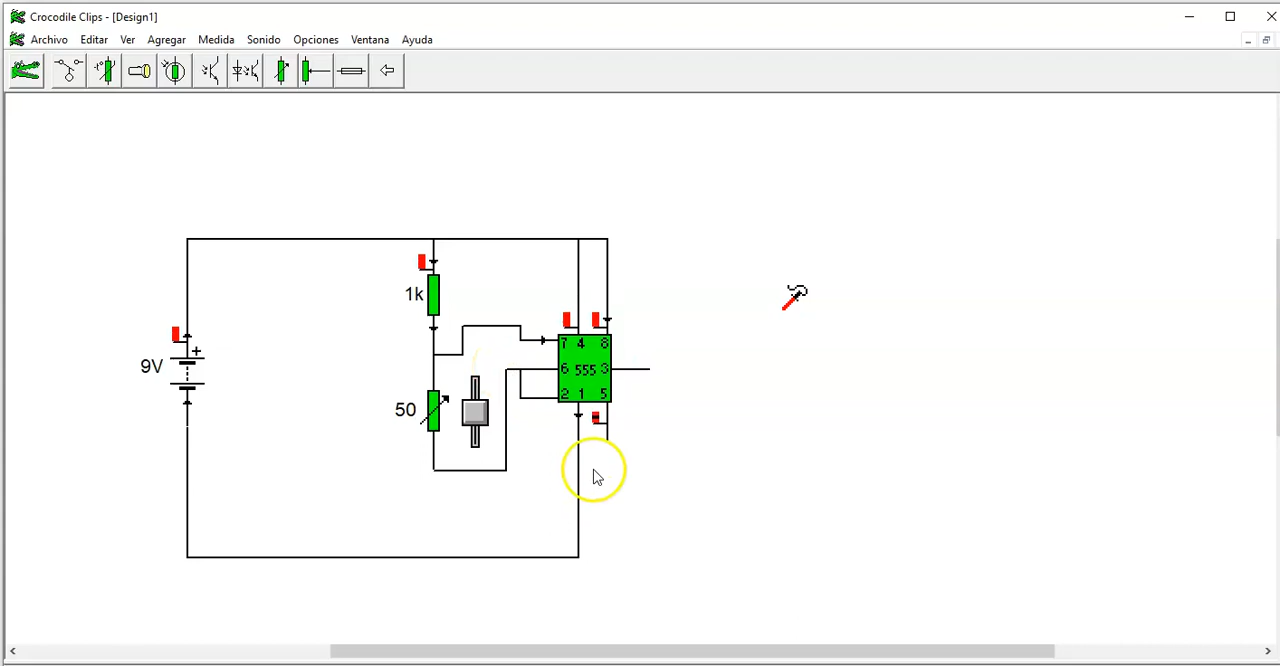 Crocodile Clips - [Design1]
Archivo Editar Ver Agregar Medida Sonido Opciones Ventana Ayuda
1k
7 4 8
9V
+
6 555 3
2 1 5
50